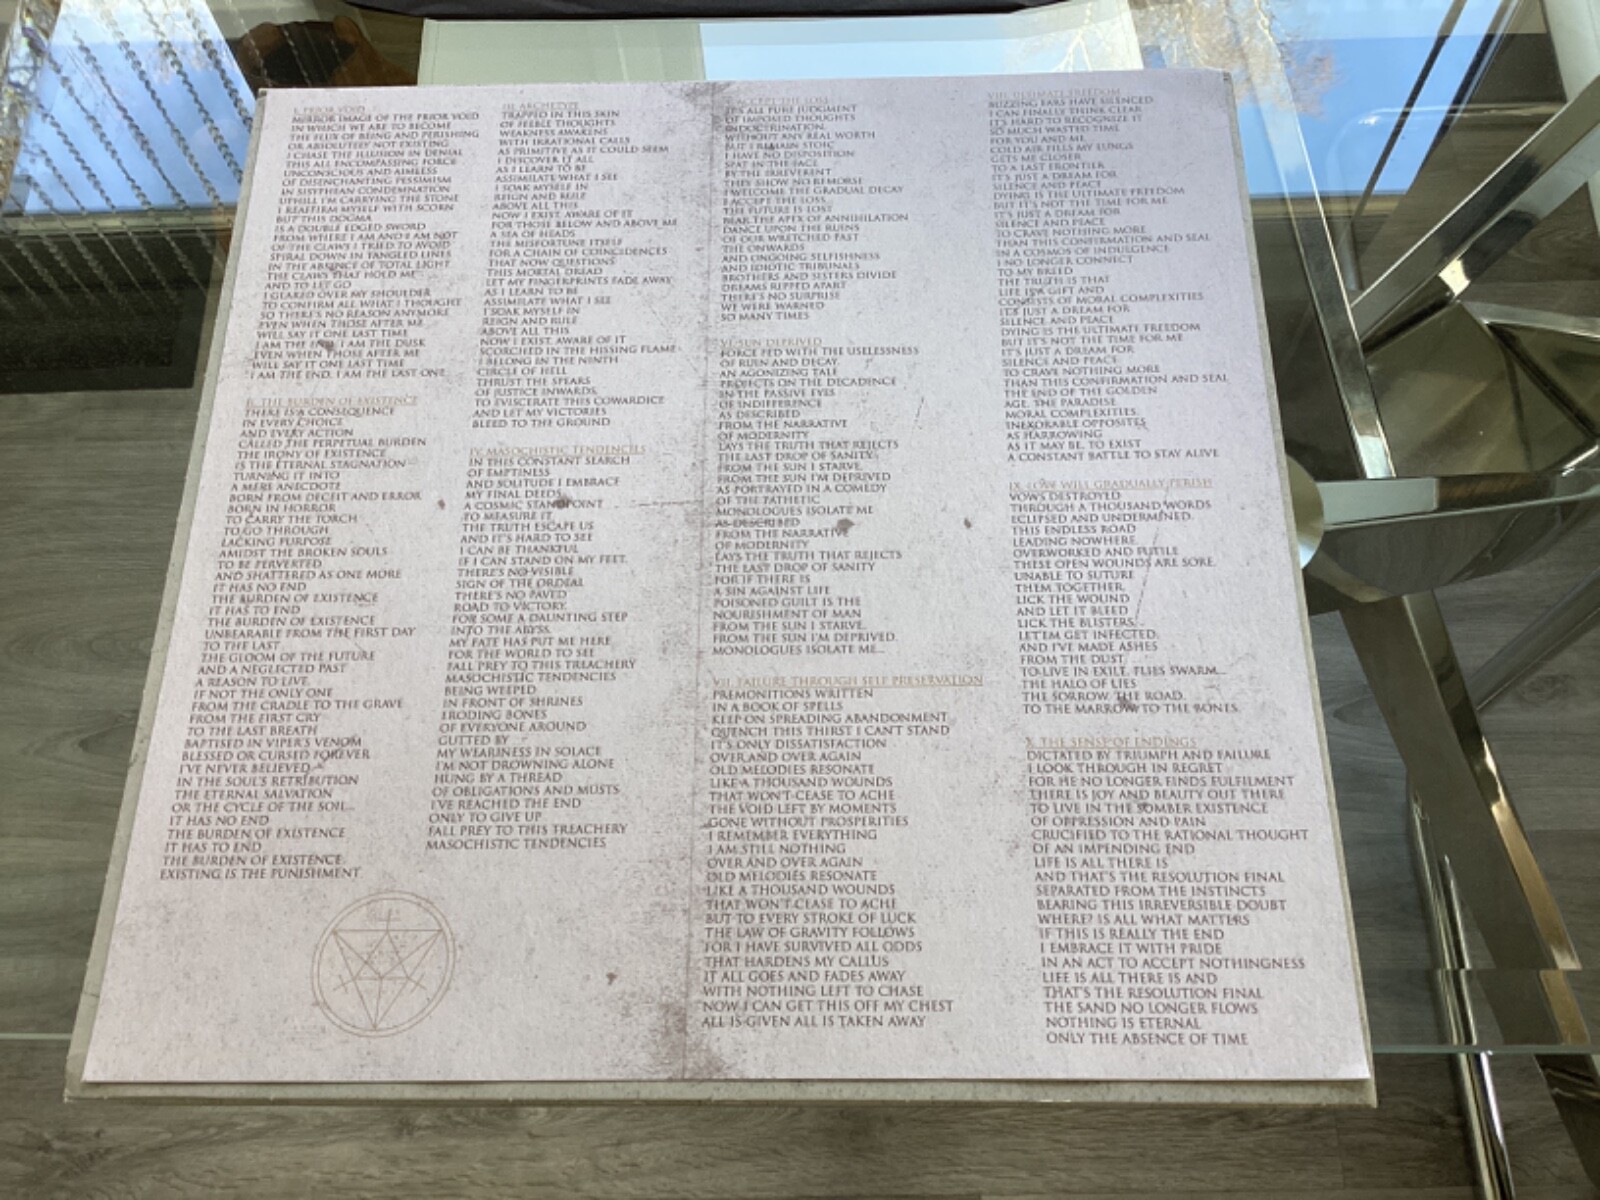 I. PRIOR VOID
MIRROR IMAGE OF THE PRIOR VOID
IN WHICH WE ARE TO BECOME
THE FLUX OF BEING AND PERISHING
OR ABSOLUTELY NOT EXISTING
I CHASE THE ILLUSION IN DENIAL
THIS ALL ENCOMPASSING FORCE
UNCONSCIOUS AND AIMLESS
OF DISENCHANTING PESSIMISM
IN SISYPHEAN CONDEMNATION
UPHILL I'M CARRYING THE STONE
I REAFFIRM MYSELF WITH SCORN
BUT THIS DOGMA
IS A DOUBLE EDGED SWORD
FROM WHERE I AM AND I AM NOT
OF THE CLAWS I TRIED TO AVOID
SPIRAL DOWN IN TANGLED LINES
IN THE ABSENCE OF TOTAL LIGHT
THE CLAWS THAT HOLD ME
AND TO LET GO
I GLARED OVER MY SHOULDER
TO CONFIRM ALL WHAT I THOUGHT
SO THERE'S NO REASON ANYMORE
EVEN WHEN THOSE AFTER ME
WILL SAY IT ONE LAST TIME
I AM THE END, I AM THE DUSK
EVEN WHEN THOSE AFTER ME
WILL SAY IT ONE LAST TIME
I AM THE END, I AM THE LAST ONE
II. THE BURDEN OF EXISTENCE
THERE IS A CONSEQUENCE
IN EVERY CHOICE
AND EVERY ACTION
CALLED THE PERPETUAL BURDEN
THE IRONY OF EXISTENCE
IS THE ETERNAL STAGNATION
TURNING IT INTO
A MERE ANECDOTE
BORN FROM DECEIT AND ERROR
BORN IN HORROR
TO CARRY THE TORCH
TO GO THROUGH
LACKING PURPOSE
AMIDST THE BROKEN SOULS
TO BE PERVERTED
AND SHATTERED AS ONE MORE
IT HAS NO END
THE BURDEN OF EXISTENCE
IT HAS TO END
THE BURDEN OF EXISTENCE
UNBEARABLE FROM THE FIRST DAY
TO THE LAST
THE GLOOM OF THE FUTURE
AND A NEGLECTED PAST
A REASON TO LIVE,
IF NOT THE ONLY ONE
FROM THE CRADLE TO THE GRAVE
FROM THE FIRST CRY
TO THE LAST BREATH
BAPTISED IN VIPER'S VENOM
BLESSED OR CURSED FOREVER
I'VE NEVER BELIEVED
IN THE SOUL'S RETRIBUTION
THE ETERNAL SALVATION
OR THE CYCLE OF THE SOIL...
IT HAS NO END
THE BURDEN OF EXISTENCE
IT HAS TO END
THE BURDEN OF EXISTENCE
EXISTING IS THE PUNISHMENT
III. ARCHETYPE
TRAPPED IN THIS SKIN
OF FEEBLE THOUGHTS
WEAKNESS AWAKENS
WITH IRRATIONAL CALLS
AS PRIMITIVE AS IT COULD SEEM
I DISCOVER IT ALL
AS I LEARN TO BE
ASSIMILATE WHAT I SEE
I SOAK MYSELF IN
REIGN AND RULE
ABOVE ALL THIS
NOW I EXIST, AWARE OF IT
FOR THOSE BELOW AND ABOVE ME
A SEA OF HEADS
THE MISFORTUNE ITSELF
FOR A CHAIN OF COINCIDENCES
THAT NOW QUESTIONS
THIS MORTAL DREAD
LET MY FINGERPRINTS FADE AWAY
AS I LEARN TO BE
ASSIMILATE WHAT I SEE
I SOAK MYSELF IN
REIGN AND RULE
ABOVE ALL THIS
NOW I EXIST, AWARE OF IT
SCORCHED IN THE HISSING FLAME
I BELONG IN THE NINTH
CIRCLE OF HELL
THRUST THE SPEARS
OF JUSTICE INWARDS,
TO EVISCERATE THIS COWARDICE
AND LET MY VICTORIES
BLEED TO THE GROUND
IV. MASOCHISTIC TENDENCIES
IN THIS CONSTANT SEARCH
OF EMPTINESS
AND SOLITUDE I EMBRACE
MY FINAL DEEDS
A COSMIC STANDPOINT
TO MEASURE IT
THE TRUTH ESCAPE US
AND IT'S HARD TO SEE
I CAN BE THANKFUL
IF I CAN STAND ON MY FEET.
THERE'S NO VISIBLE
SIGN OF THE ORDEAL
THERE'S NO PAVED
ROAD TO VICTORY.
FOR SOME A DAUNTING STEP
INTO THE ABYSS.
MY FATE HAS PUT ME HERE
FOR THE WORLD TO SEE
FALL PREY TO THIS TREACHERY
MASOCHISTIC TENDENCIES
BEING WEEPED
IN FRONT OF SHRINES
ERODING BONES
OF EVERYONE AROUND
GUTTED BY
MY WEARINESS IN SOLACE
I'M NOT DROWNING ALONE
HUNG BY A THREAD
OF OBLIGATIONS AND MUSTS
I'VE REACHED THE END
ONLY TO GIVE UP
FALL PREY TO THIS TREACHERY
MASOCHISTIC TENDENCIES
ACCEPT THE LOSS
IT'S ALL PURE JUDGMENT
OF IMPOSED THOUGHTS
INDOCTRINATION,
WITHOUT ANY REAL WORTH
BUT I REMAIN STOIC
I HAVE NO DISPOSITION
SPAT IN THE FACE
BY THE IRREVERENT
THEY SHOW NO REMORSE
I WELCOME THE GRADUAL DECAY
I ACCEPT THE LOSS
THE FUTURE IS LOST
BEAR THE APEX OF ANNIHILATION
DANCE UPON THE RUINS
OF OUR WRETCHED PAST
THE ONWARDS
AND ONGOING SELFISHNESS
AND IDIOTIC TRIBUNALS
BROTHERS AND SISTERS DIVIDE
DREAMS RIPPED APART
THERE'S NO SURPRISE
WE WERE WARNED
SO MANY TIMES
VI. SUN DEPRIVED
FORCE FED WITH THE USELESSNESS
OF RUIN AND DECAY.
AN AGONIZING TALE
PROJECTS ON THE DECADENCE
IN THE PASSIVE EYES
OF INDIFFERENCE
AS DESCRIBED
FROM THE NARRATIVE
OF MODERNITY
LAYS THE TRUTH THAT REJECTS
THE LAST DROP OF SANITY
FROM THE SUN I STARVE,
FROM THE SUN I'M DEPRIVED
AS PORTRAYED IN A COMEDY
OF THE PATHETIC
MONOLOGUES ISOLATE ME
AS DESCRIBED
FROM THE NARRATIVE
OF MODERNITY
LAYS THE TRUTH THAT REJECTS
THE LAST DROP OF SANITY
FOR IF THERE IS
A SIN AGAINST LIFE
POISONED GUILT IS THE
NOURISHMENT OF MAN
FROM THE SUN I STARVE,
FROM THE SUN I'M DEPRIVED,
MONOLOGUES ISOLATE ME...
VII. FAILURE THROUGH SELF PRESERVATION
PREMONITIONS WRITTEN
IN A BOOK OF SPELLS
KEEP ON SPREADING ABANDONMENT
QUENCH THIS THIRST I CAN'T STAND
IT'S ONLY DISSATISFACTION
OVER AND OVER AGAIN
OLD MELODIES RESONATE
LIKE A THOUSAND WOUNDS
THAT WON'T CEASE TO ACHE
THE VOID LEFT BY MOMENTS
GONE WITHOUT PROSPERITIES
I REMEMBER EVERYTHING
I AM STILL NOTHING
OVER AND OVER AGAIN
OLD MELODIES RESONATE
LIKE A THOUSAND WOUNDS
THAT WON'T CEASE TO ACHE
BUT TO EVERY STROKE OF LUCK
THE LAW OF GRAVITY FOLLOWS
FOR I HAVE SURVIVED ALL ODDS
THAT HARDENS MY CALLUS
IT ALL GOES AND FADES AWAY
WITH NOTHING LEFT TO CHASE
NOW I CAN GET THIS OFF MY CHEST
ALL IS GIVEN ALL IS TAKEN AWAY
VIII. ULTIMATE FREEDOM
BUZZING EARS HAVE SILENCED
I CAN FINALLY THINK CLEAR
IT'S HARD TO RECOGNIZE IT
SO MUCH WASTED TIME
FOR YOU AND ME
COLD AIR FILLS MY LUNGS
GETS ME CLOSER
TO A LAST FRONTIER
IT'S JUST A DREAM FOR
SILENCE AND PEACE
DYING IS THE ULTIMATE FREEDOM
BUT IT'S NOT THE TIME FOR ME
IT'S JUST A DREAM FOR
SILENCE AND PEACE
TO CRAVE NOTHING MORE
THAN THIS CONFIRMATION AND SEAL
IN A COSMOS OF INDULGENCE
I NO LONGER CONNECT
TO MY BREED
THE TRUTH IS THAT
LIFE IS A GIFT AND
CONSISTS OF MORAL COMPLEXITIES
IT'S JUST A DREAM FOR
SILENCE AND PEACE
DYING IS THE ULTIMATE FREEDOM
BUT IT'S NOT THE TIME FOR ME
IT'S JUST A DREAM FOR
SILENCE AND PEACE
TO CRAVE NOTHING MORE
THAN THIS CONFIRMATION AND SEAL
THE END OF THE GOLDEN
AGE, THE PARADISE
MORAL COMPLEXITIES.
INEXORABLE OPPOSITES
AS HARROWING
AS IT MAY BE, TO EXIST
A CONSTANT BATTLE TO STAY ALIVE
IX. LOVE WILL GRADUALLY PERISH
VOWS DESTROYED
THROUGH A THOUSAND WORDS
ECLIPSED AND UNDERMINED.
THIS ENDLESS ROAD
LEADING NOWHERE.
OVERWORKED AND FUTILE
THESE OPEN WOUNDS ARE SORE.
UNABLE TO SUTURE
THEM TOGETHER.
LICK THE WOUND
AND LET IT BLEED
LICK THE BLISTERS,
LET'EM GET INFECTED.
AND I'VE MADE ASHES
FROM THE DUST
TO LIVE IN EXILE. FLIES SWARM...
THE HALO OF LIES
THE SORROW, THE ROAD,
TO THE MARROW TO THE BONES.
X. THE SENSE OF ENDINGS
DICTATED BY TRIUMPH AND FAILURE
I LOOK THROUGH IN REGRET
FOR HE NO LONGER FINDS FULFILMENT
THERE IS JOY AND BEAUTY OUT THERE
TO LIVE IN THE SOMBER EXISTENCE
OF OPPRESSION AND PAIN
CRUCIFIED TO THE RATIONAL THOUGHT
OF AN IMPENDING END
LIFE IS ALL THERE IS
AND THAT'S THE RESOLUTION FINAL
SEPARATED FROM THE INSTINCTS
BEARING THIS IRREVERSIBLE DOUBT
WHERE? IS ALL WHAT MATTERS
IF THIS IS REALLY THE END
I EMBRACE IT WITH PRIDE
IN AN ACT TO ACCEPT NOTHINGNESS
LIFE IS ALL THERE IS AND
THAT'S THE RESOLUTION FINAL
THE SAND NO LONGER FLOWS
NOTHING IS ETERNAL
ONLY THE ABSENCE OF TIME